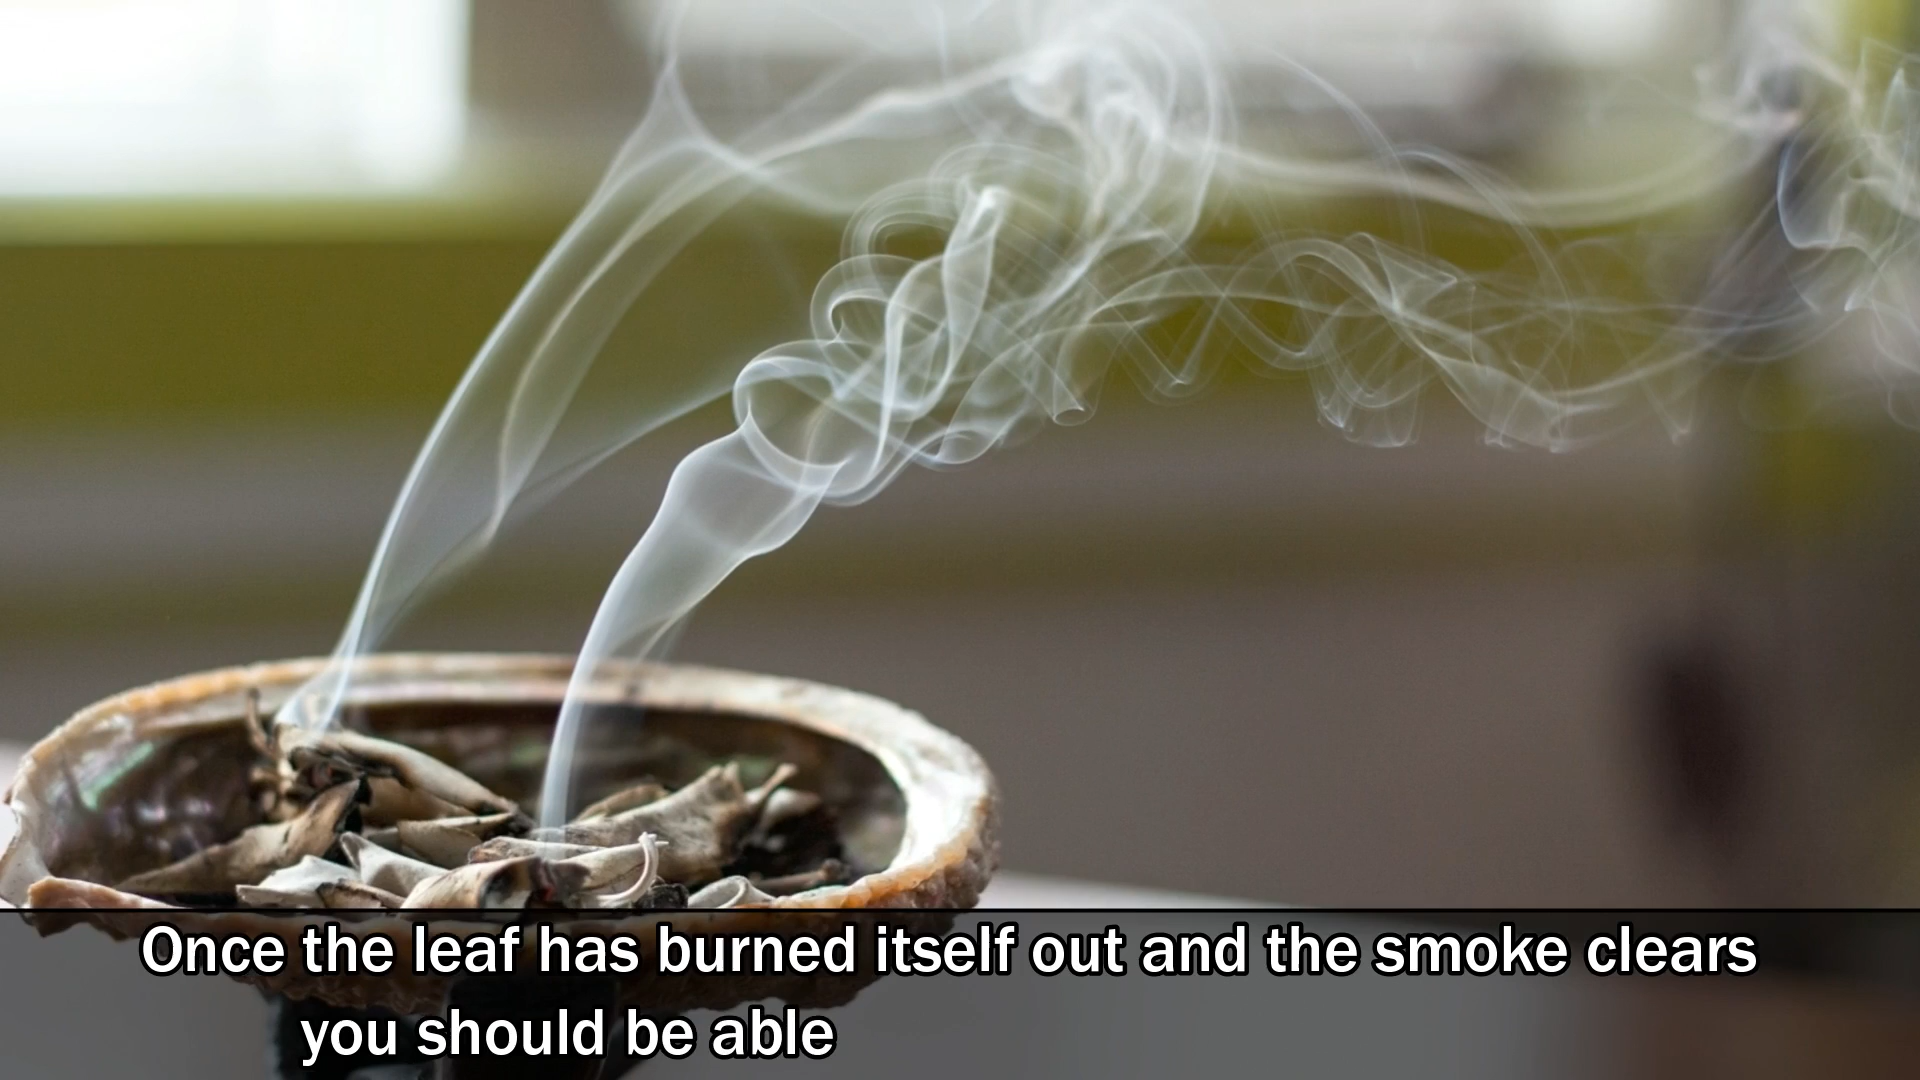 Once the leaf has burned itself out and the smoke clears
you should be able